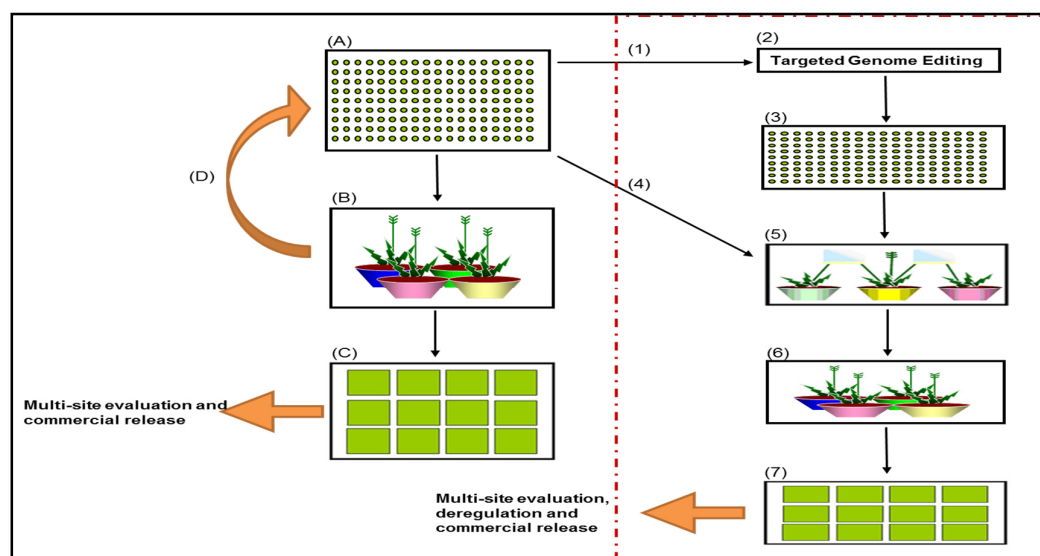 (A)
(1)
(2)
Targeted Genome Editing
(3)
(D)
(B)
(4)
(5)
(C)
(6)
Multi-site evaluation and
commercial release
(7)
Multi-site evaluation,
deregulation and
commercial release